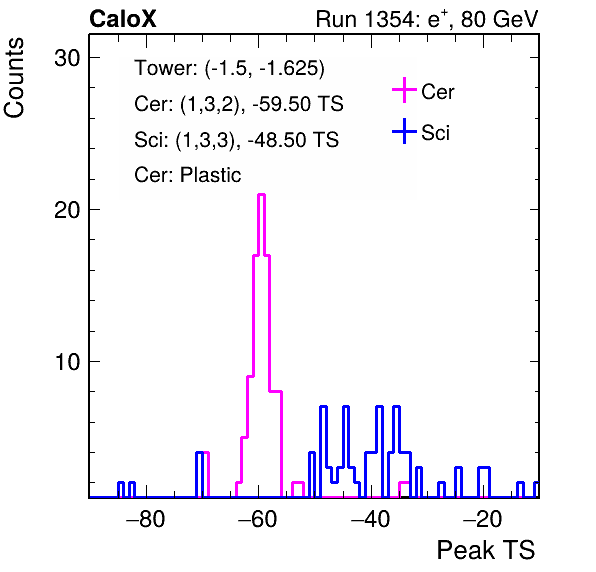 CaloX Run 1354: e⁺, 80 GeV
Counts
30
Tower: (-1.5, -1.625)
Cer
Cer: (1,3,2), -59.50 TS
Sci
Sci: (1,3,3), -48.50 TS
Cer: Plastic
20
10
−80 −60 −40 −20
Peak TS